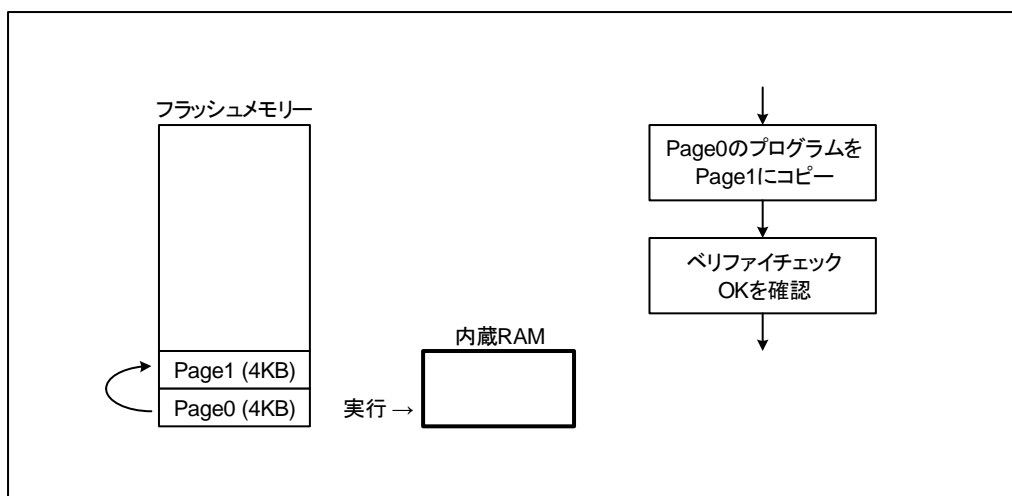 フラッシュメモリー
Page1 (4KB)
Page0 (4KB)
内蔵RAM
実行 →
Page0のプログラムを
Page1にコピー
ベリファイチェック
OKを確認